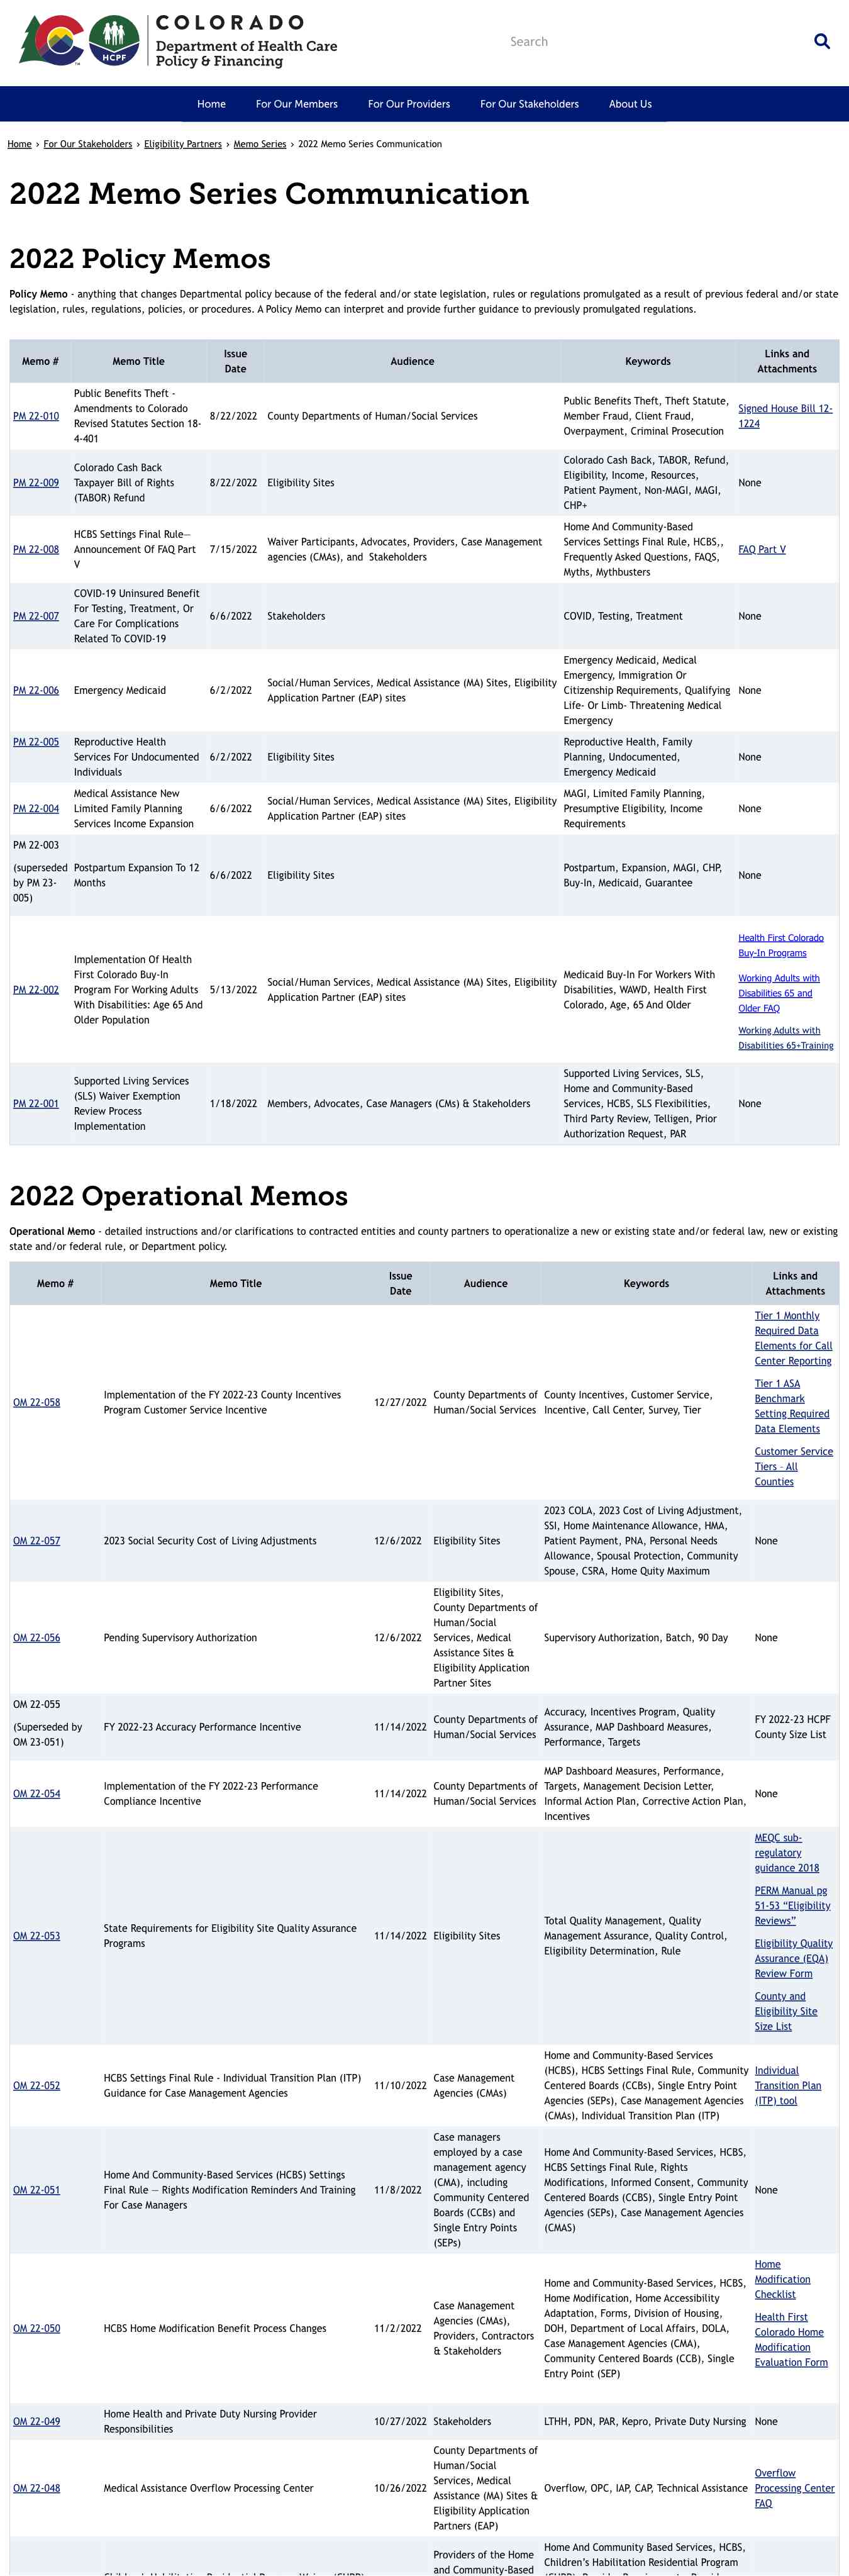 COLORADO
Department of Health Care
Policy & Financing
HCPF
TM
Search
Home
For Our Members
For Our Providers
For Our Stakeholders
About Us
Home › For Our Stakeholders › Eligibility Partners › Memo Series › 2022 Memo Series Communication
2022 Memo Series Communication
2022 Policy Memos
Policy Memo - anything that changes Departmental policy because of the federal and/or state legislation, rules or regulations promulgated as a result of previous federal and/or state
legislation, rules, regulations, policies, or procedures. A Policy Memo can interpret and provide further guidance to previously promulgated regulations.
Memo #
Memo Title
Issue
Date
Audience
Keywords
Links and
Attachments
PM 22-010
Public Benefits Theft -
Amendments to Colorado
Revised Statutes Section 18-
4-401
8/22/2022
County Departments of Human/Social Services
Public Benefits Theft, Theft Statute,
Member Fraud, Client Fraud,
Overpayment, Criminal Prosecution
Signed House Bill 12-
1224
PM 22-009
Colorado Cash Back
Taxpayer Bill of Rights
(TABOR) Refund
8/22/2022
Eligibility Sites
Colorado Cash Back, TABOR, Refund,
Eligibility, Income, Resources,
Patient Payment, Non-MAGI, MAGI,
CHP+
None
PM 22-008
HCBS Settings Final Rule—
Announcement Of FAQ Part
V
7/15/2022
Waiver Participants, Advocates, Providers, Case Management
agencies (CMAs), and  Stakeholders
Home And Community-Based
Services Settings Final Rule, HCBS,,
Frequently Asked Questions, FAQS,
Myths, Mythbusters
FAQ Part V
PM 22-007
COVID-19 Uninsured Benefit
For Testing, Treatment, Or
Care For Complications
Related To COVID-19
6/6/2022
Stakeholders
COVID, Testing, Treatment
None
PM 22-006
Emergency Medicaid
6/2/2022
Social/Human Services, Medical Assistance (MA) Sites, Eligibility
Application Partner (EAP) sites
Emergency Medicaid, Medical
Emergency, Immigration Or
Citizenship Requirements, Qualifying
Life- Or Limb- Threatening Medical
Emergency
None
PM 22-005
Reproductive Health
Services For Undocumented
Individuals
6/2/2022
Eligibility Sites
Reproductive Health, Family
Planning, Undocumented,
Emergency Medicaid
None
PM 22-004
Medical Assistance New
Limited Family Planning
Services Income Expansion
6/6/2022
Social/Human Services, Medical Assistance (MA) Sites, Eligibility
Application Partner (EAP) sites
MAGI, Limited Family Planning,
Presumptive Eligibility, Income
Requirements
None
PM 22-003
(superseded
by PM 23-
005)
Postpartum Expansion To 12
Months
6/6/2022
Eligibility Sites
Postpartum, Expansion, MAGI, CHP,
Buy-In, Medicaid, Guarantee
None
PM 22-002
Implementation Of Health
First Colorado Buy-In
Program For Working Adults
With Disabilities: Age 65 And
Older Population
5/13/2022
Social/Human Services, Medical Assistance (MA) Sites, Eligibility
Application Partner (EAP) sites
Medicaid Buy-In For Workers With
Disabilities, WAWD, Health First
Colorado, Age, 65 And Older
Health First Colorado
Buy-In Programs
Working Adults with
Disabilities 65 and
Older FAQ
Working Adults with
Disabilities 65+Training
PM 22-001
Supported Living Services
(SLS) Waiver Exemption
Review Process
Implementation
1/18/2022
Members, Advocates, Case Managers (CMs) & Stakeholders
Supported Living Services, SLS,
Home and Community-Based
Services, HCBS, SLS Flexibilities,
Third Party Review, Telligen, Prior
Authorization Request, PAR
None
2022 Operational Memos
Operational Memo - detailed instructions and/or clarifications to contracted entities and county partners to operationalize a new or existing state and/or federal law, new or existing
state and/or federal rule, or Department policy.
Memo #
Memo Title
Issue
Date
Audience
Keywords
Links and
Attachments
OM 22-058
Implementation of the FY 2022-23 County Incentives
Program Customer Service Incentive
12/27/2022
County Departments of
Human/Social Services
County Incentives, Customer Service,
Incentive, Call Center, Survey, Tier
Tier 1 Monthly
Required Data
Elements for Call
Center Reporting
Tier 1 ASA
Benchmark
Setting Required
Data Elements
Customer Service
Tiers - All
Counties
OM 22-057
2023 Social Security Cost of Living Adjustments
12/6/2022
Eligibility Sites
2023 COLA, 2023 Cost of Living Adjustment,
SSI, Home Maintenance Allowance, HMA,
Patient Payment, PNA, Personal Needs
Allowance, Spousal Protection, Community
Spouse, CSRA, Home Quity Maximum
None
OM 22-056
Pending Supervisory Authorization
12/6/2022
Eligibility Sites,
County Departments of
Human/Social
Services, Medical
Assistance Sites &
Eligibility Application
Partner Sites
Supervisory Authorization, Batch, 90 Day
None
OM 22-055
(Superseded by
OM 23-051)
FY 2022-23 Accuracy Performance Incentive
11/14/2022
County Departments of
Human/Social Services
Accuracy, Incentives Program, Quality
Assurance, MAP Dashboard Measures,
Performance, Targets
FY 2022-23 HCPF
County Size List
OM 22-054
Implementation of the FY 2022-23 Performance
Compliance Incentive
11/14/2022
County Departments of
Human/Social Services
MAP Dashboard Measures, Performance,
Targets, Management Decision Letter,
Informal Action Plan, Corrective Action Plan,
Incentives
None
OM 22-053
State Requirements for Eligibility Site Quality Assurance
Programs
11/14/2022
Eligibility Sites
Total Quality Management, Quality
Management Assurance, Quality Control,
Eligibility Determination, Rule
MEQC sub-
regulatory
guidance 2018
PERM Manual pg
51-53 “Eligibility
Reviews”
Eligibility Quality
Assurance (EQA)
Review Form
County and
Eligibility Site
Size List
OM 22-052
HCBS Settings Final Rule - Individual Transition Plan (ITP)
Guidance for Case Management Agencies
11/10/2022
Case Management
Agencies (CMAs)
Home and Community-Based Services
(HCBS), HCBS Settings Final Rule, Community
Centered Boards (CCBs), Single Entry Point
Agencies (SEPs), Case Management Agencies
(CMAs), Individual Transition Plan (ITP)
Individual
Transition Plan
(ITP) tool
OM 22-051
Home And Community-Based Services (HCBS) Settings
Final Rule — Rights Modification Reminders And Training
For Case Managers
11/8/2022
Case managers
employed by a case
management agency
(CMA), including
Community Centered
Boards (CCBs) and
Single Entry Points
(SEPs)
Home And Community-Based Services, HCBS,
HCBS Settings Final Rule, Rights
Modifications, Informed Consent, Community
Centered Boards (CCBS), Single Entry Point
Agencies (SEPs), Case Management Agencies
(CMAS)
None
OM 22-050
HCBS Home Modification Benefit Process Changes
11/2/2022
Case Management
Agencies (CMAs),
Providers, Contractors
& Stakeholders
Home and Community-Based Services, HCBS,
Home Modification, Home Accessibility
Adaptation, Forms, Division of Housing,
DOH, Department of Local Affairs, DOLA,
Case Management Agencies (CMA),
Community Centered Boards (CCB), Single
Entry Point (SEP)
Home
Modification
Checklist
Health First
Colorado Home
Modification
Evaluation Form
OM 22-049
Home Health and Private Duty Nursing Provider
Responsibilities
10/27/2022
Stakeholders
LTHH, PDN, PAR, Kepro, Private Duty Nursing
None
OM 22-048
Medical Assistance Overflow Processing Center
10/26/2022
County Departments of
Human/Social
Services, Medical
Assistance (MA) Sites &
Eligibility Application
Partners (EAP)
Overflow, OPC, IAP, CAP, Technical Assistance
Overflow
Processing Center
FAQ
Providers of the Home
and Community-Based
Home And Community Based Services, HCBS,
Children's Habilitation Residential Program